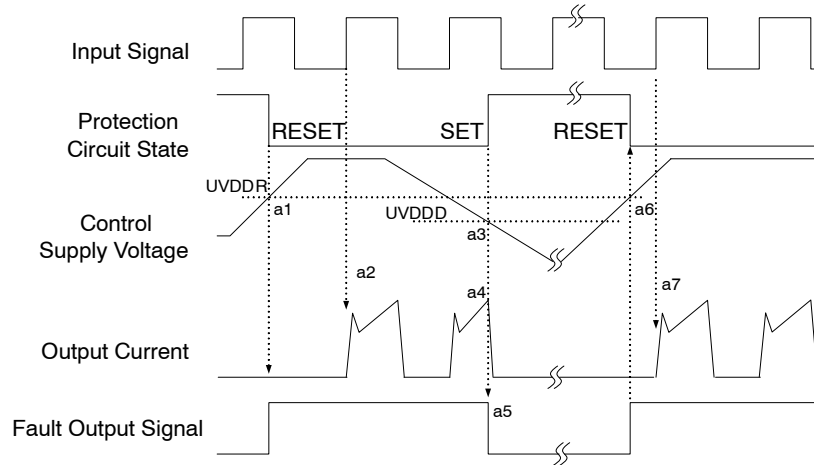 Input Signal
Protection
Circuit State
RESET
SET
RESET
UVDDR
a1
a6
UVDDD
a3
Control
Supply Voltage
a2
a4
a7
Output Current
a5
Fault Output Signal